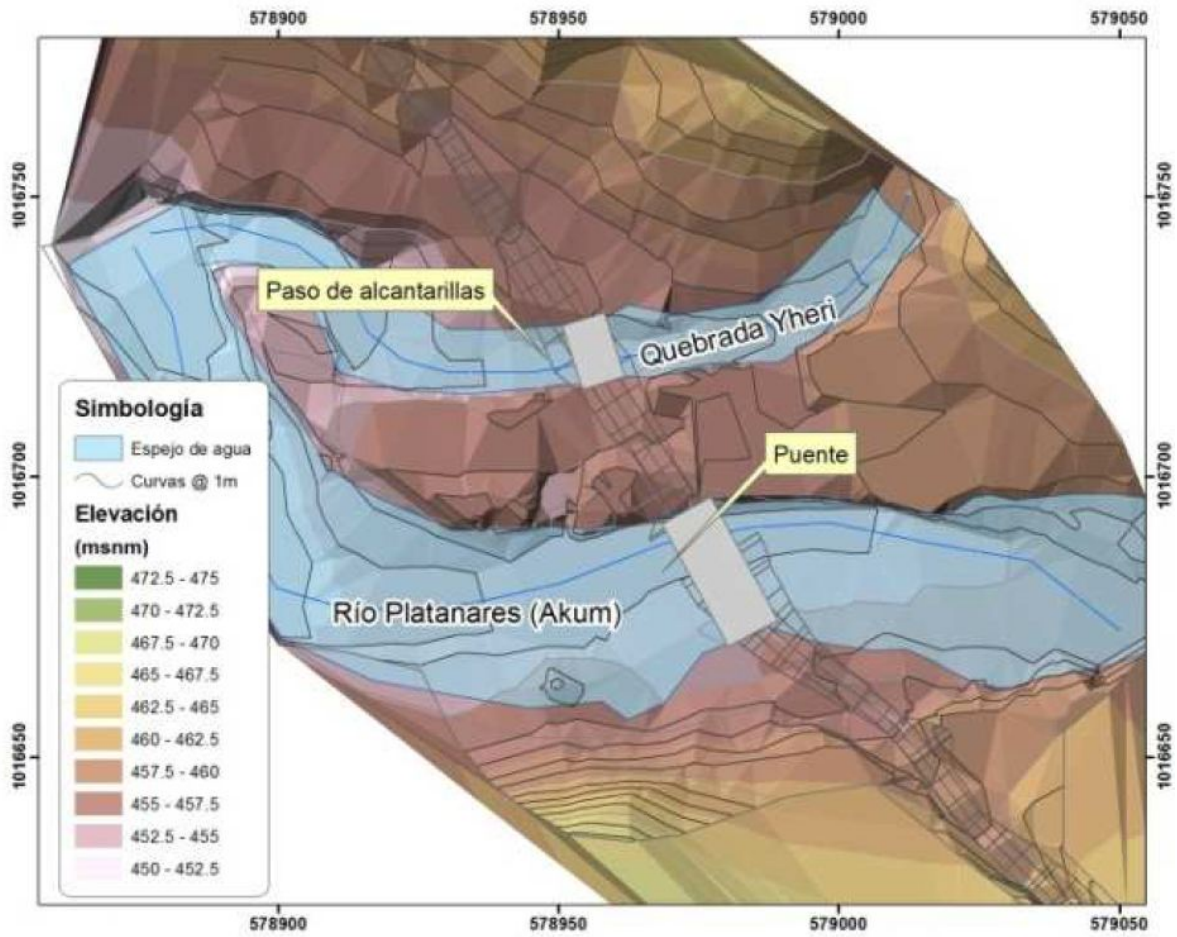 578900 578950 579000 579050
1016750
1016750
Paso de alcantarillas
Quebrada Yheri
Puente
1016700
1016700
Río Platanares (Akum)
1016650
1016650
Simbología
Espejo de agua
Curvas @ 1m
Elevación
(msnm)
472.5 - 475
470 - 472.5
467.5 - 470
465 - 467.5
462.5 - 465
460 - 462.5
457.5 - 460
455 - 457.5
452.5 - 455
450 - 452.5
578900 578950 579000 579050